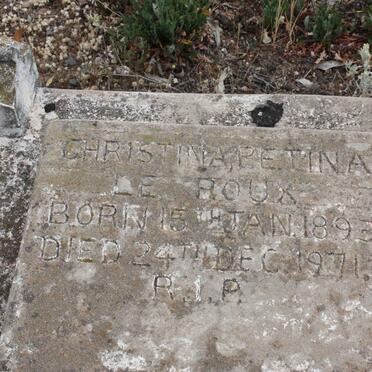 CHRISTINA PETINA
LE ROUX
BORN 15TH JAN. 1893
DIED 24TH DEC. 1971.
R.I.P.